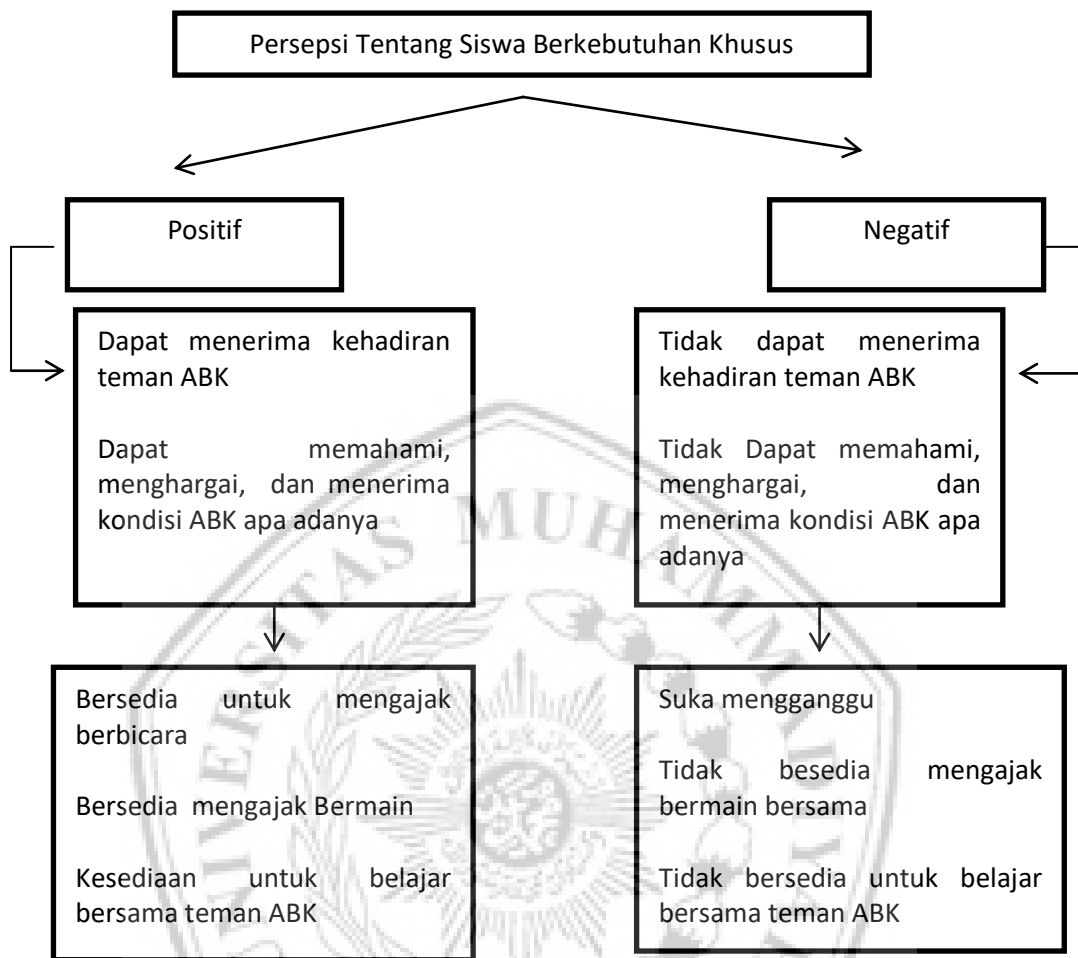 Persepsi Tentang Siswa Berkebutuhan Khusus
Positif
Negatif
Dapat menerima kehadiran
teman ABK
Dapat memahami,
menghargai, dan menerima
kondisi ABK apa adanya
Tidak dapat menerima
kehadiran teman ABK
Tidak Dapat memahami,
menghargai, dan
menerima kondisi ABK apa
adanya
Bersedia untuk mengajak
berbicara
Bersedia mengajak Bermain
Kesediaan untuk belajar
bersama teman ABK
Suka mengganggu
Tidak besedia mengajak
bermain bersama
Tidak bersedia untuk belajar
bersama teman ABK
UNIVERSITAS MUHAMMADIY